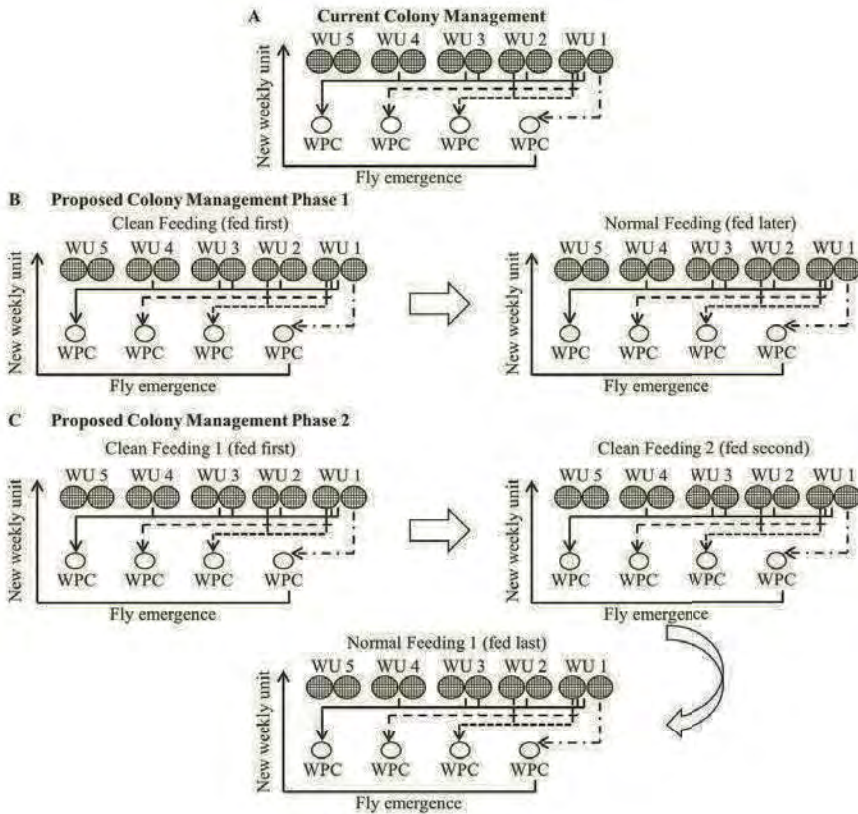 A Current Colony Management
WU 5 WU 4 WU 3 WU 2 WU 1
New weekly unit
WPC WPC WPC WPC
Fly emergence
B Proposed Colony Management Phase 1
Clean Feeding (fed first)
WU 5 WU 4 WU 3 WU 2 WU 1
New weekly unit
WPC WPC WPC WPC
Fly emergence
Normal Feeding (fed later)
WU 5 WU 4 WU 3 WU 2 WU 1
New weekly unit
WPC WPC WPC WPC
Fly emergence
C Proposed Colony Management Phase 2
Clean Feeding 1 (fed first)
WU 5 WU 4 WU 3 WU 2 WU 1
New weekly unit
WPC WPC WPC WPC
Fly emergence
Clean Feeding 2 (fed second)
WU 5 WU 4 WU 3 WU 2 WU 1
New weekly unit
WPC WPC WPC WPC
Fly emergence
Normal Feeding 1 (fed last)
WU 5 WU 4 WU 3 WU 2 WU 1
New weekly unit
WPC WPC WPC WPC
Fly emergence